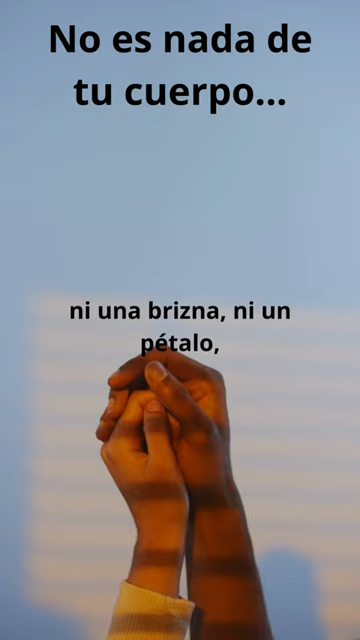 No es nada de
tu cuerpo...
ni una brizna, ni un
pétalo,